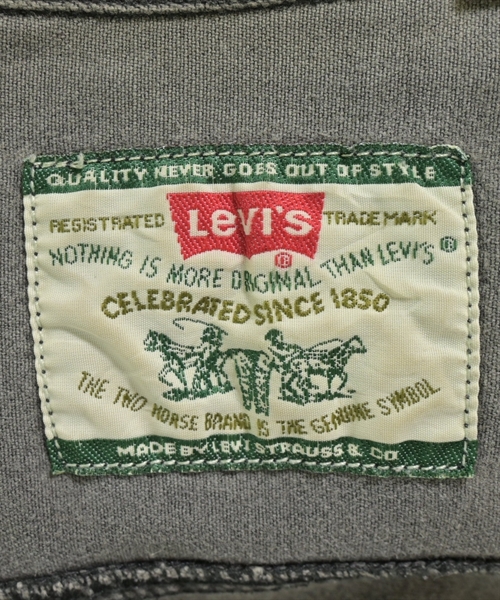 QUALITY NEVER GOES OUT OF STYLE
REGISTRATED LEVI'S TRADE MARK
NOTHING IS MORE ORIGINAL THAN LEVI'S ®
®
CELEBRATED SINCE 1850
THE TWO HORSE BRAND IS THE GENUINE SYMBOL
MADE BY LEVI STRAUSS & CO